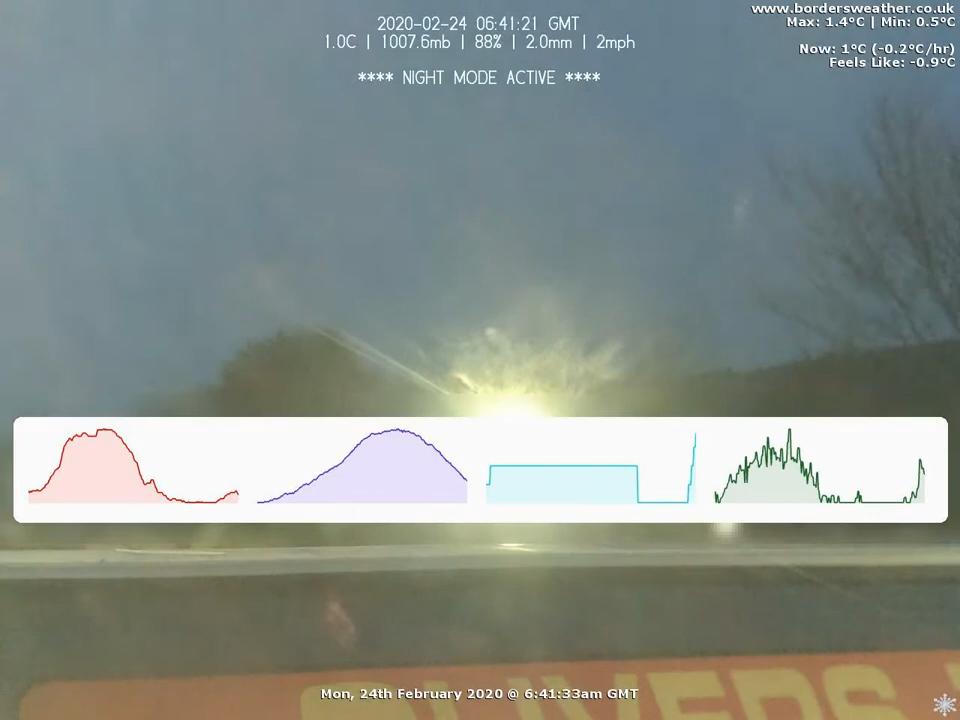 www.bordersweather.co.uk
2020-02-24 06:41:21 GMT
Max: 1.4°C | Min: 0.5°C
1.0C | 1007.6mb | 88% | 2.0mm | 2mph
Now: 1°C (-0.2°C/hr)
Feels Like: -0.9°C
**** NIGHT MODE ACTIVE ****
Mon, 24th February 2020 @ 6:41:33am GMT